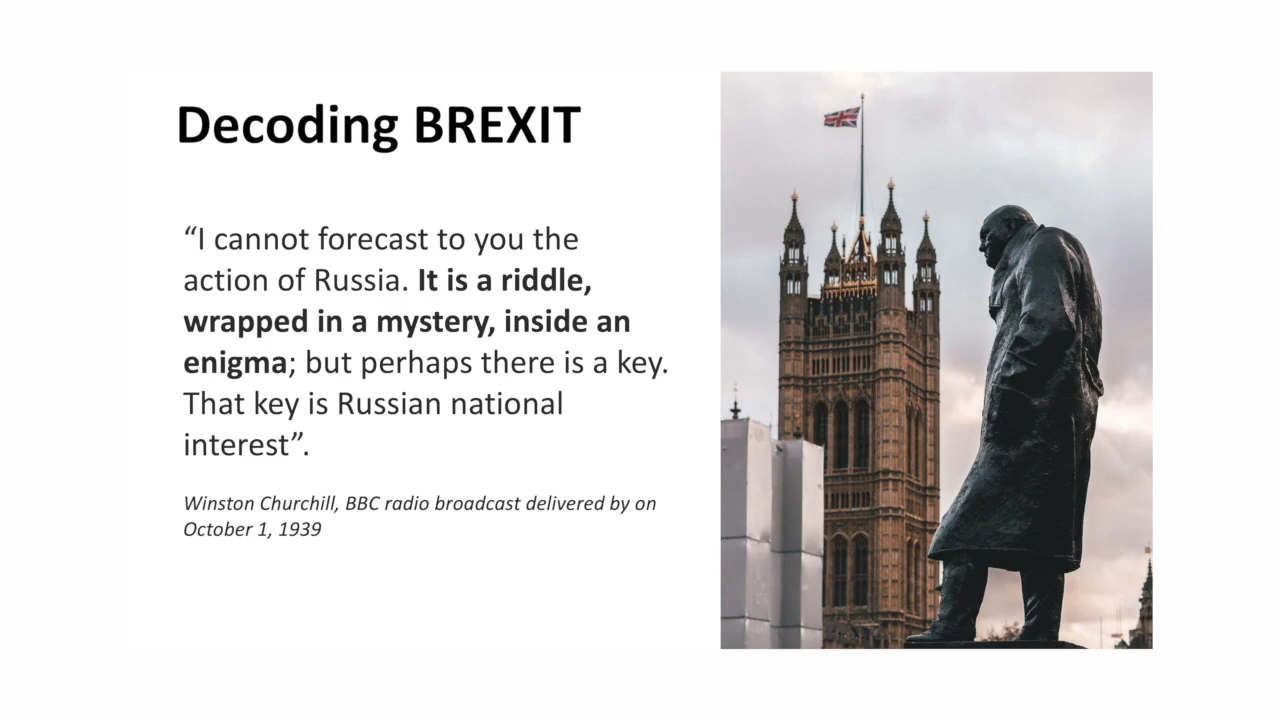 Decoding BREXIT
“I cannot forecast to you the
action of Russia. It is a riddle,
wrapped in a mystery, inside an
enigma; but perhaps there is a key.
That key is Russian national
interest”.
Winston Churchill, BBC radio broadcast delivered by on
October 1, 1939